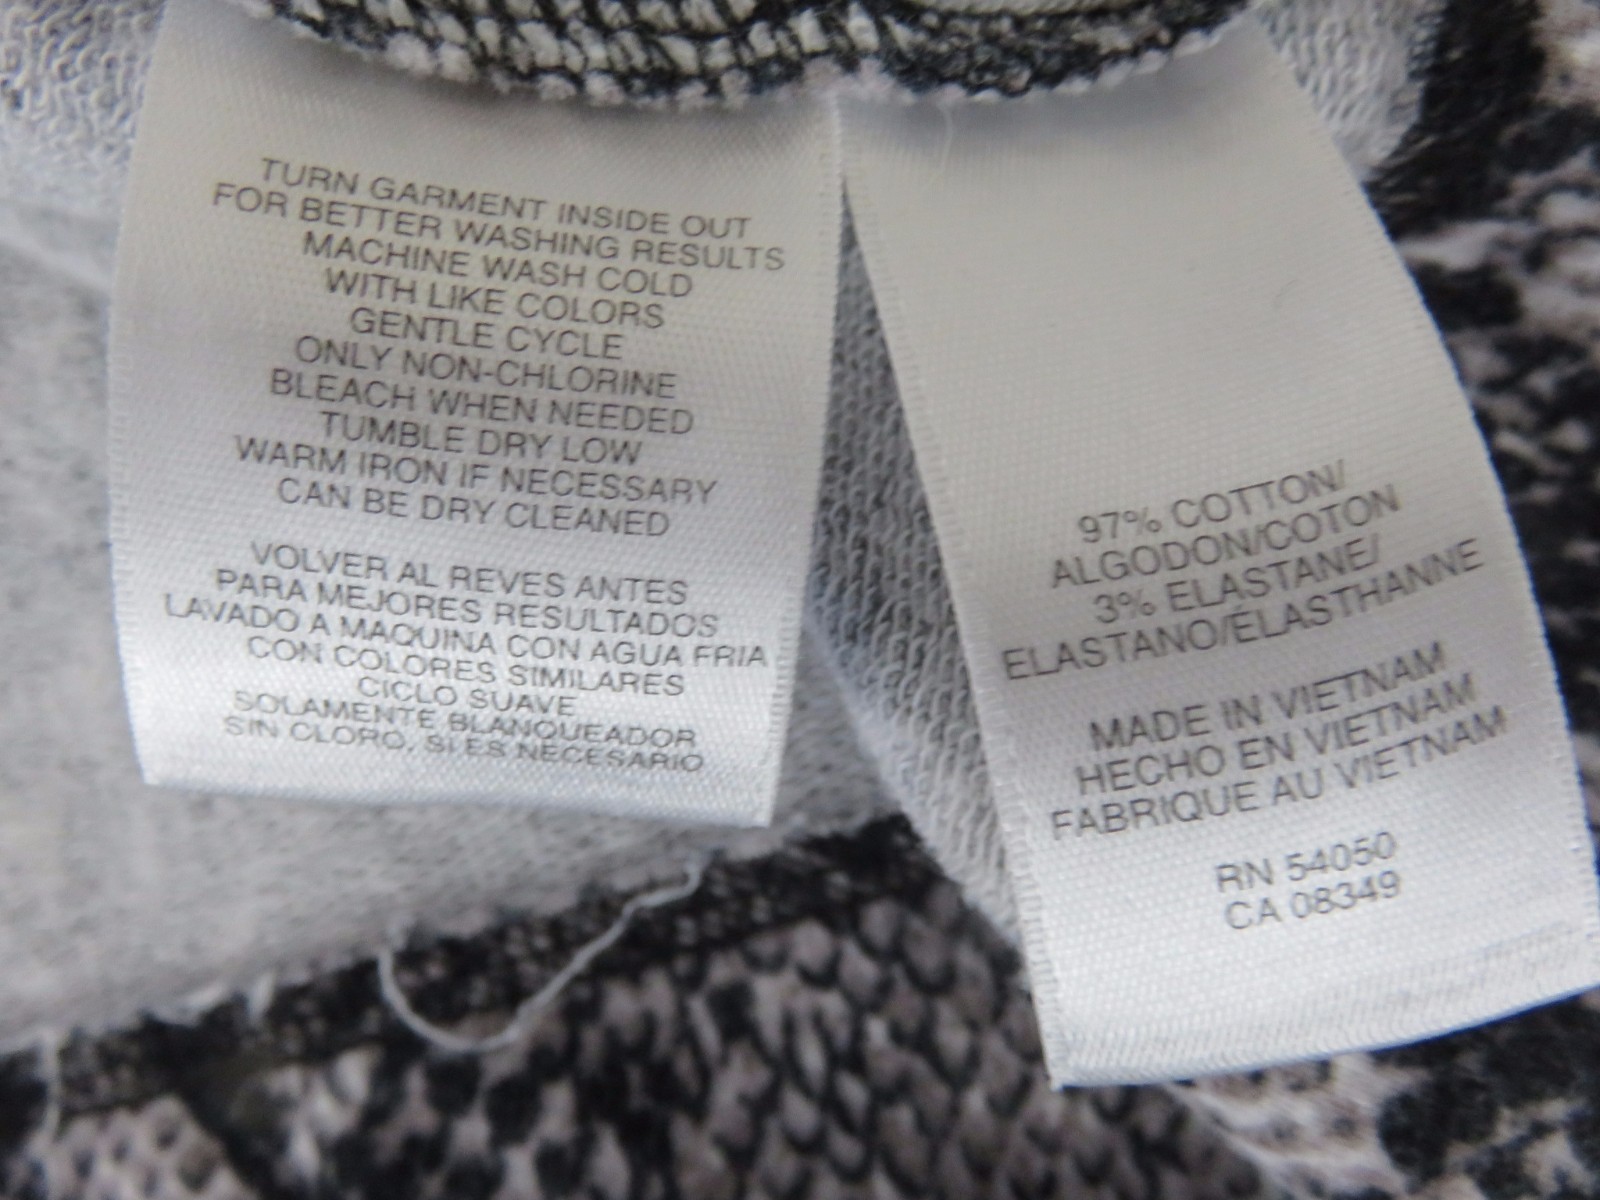 TURN GARMENT INSIDE OUT
FOR BETTER WASHING RESULTS
MACHINE WASH COLD
WITH LIKE COLORS
GENTLE CYCLE
ONLY NON-CHLORINE
BLEACH WHEN NEEDED
TUMBLE DRY LOW
WARM IRON IF NECESSARY
CAN BE DRY CLEANED
VOLVER AL REVES ANTES
PARA MEJORES RESULTADOS
LAVADO A MAQUINA CON AGUA FRIA
CON COLORES SIMILARES
CICLO SUAVE
SOLAMENTE BLANQUEADOR
SIN CLORO, SI ES NECESARIO
97% COTTON/
ALGODON/COTON
3% ELASTANE/
ELASTANO/ÉLASTHANNE
MADE IN VIETNAM
HECHO EN VIETNAM
FABRIQUE AU VIETNAM
RN 54050
CA 08349